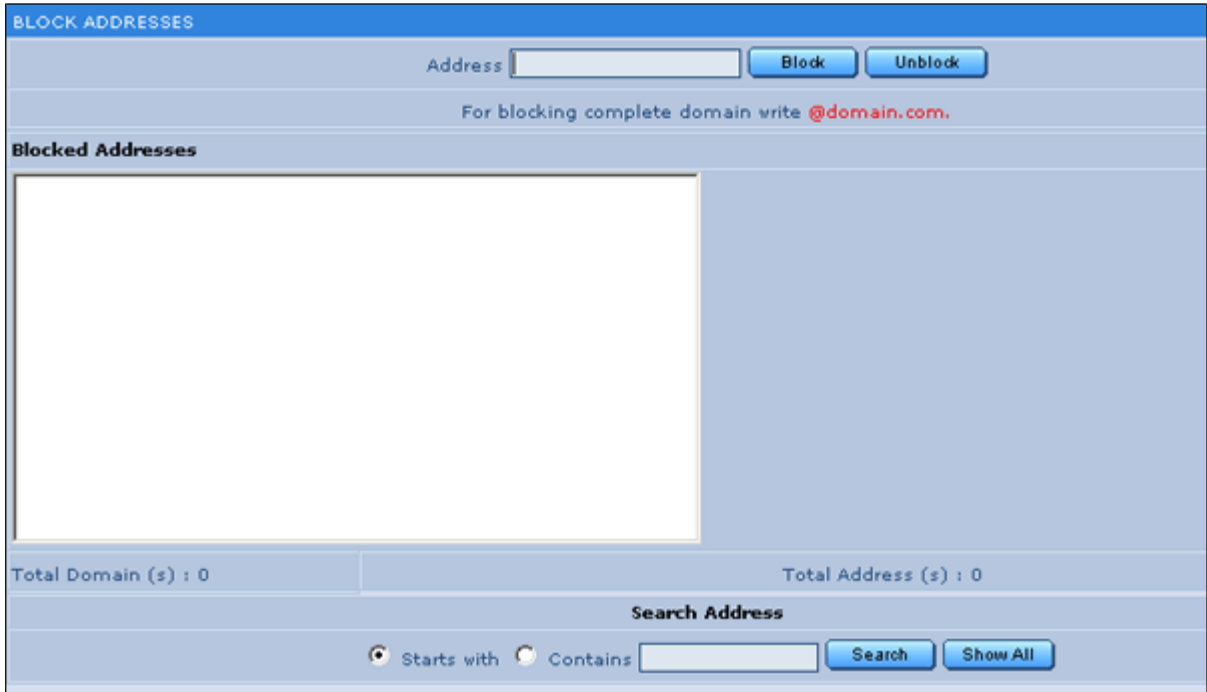 BLOCK ADDRESSES
Address Block Unblock
For blocking complete domain write @domain.com.
Blocked Addresses
Total Domain (s) : 0 Total Address (s) : 0
Search Address
Starts with Contains Search Show All